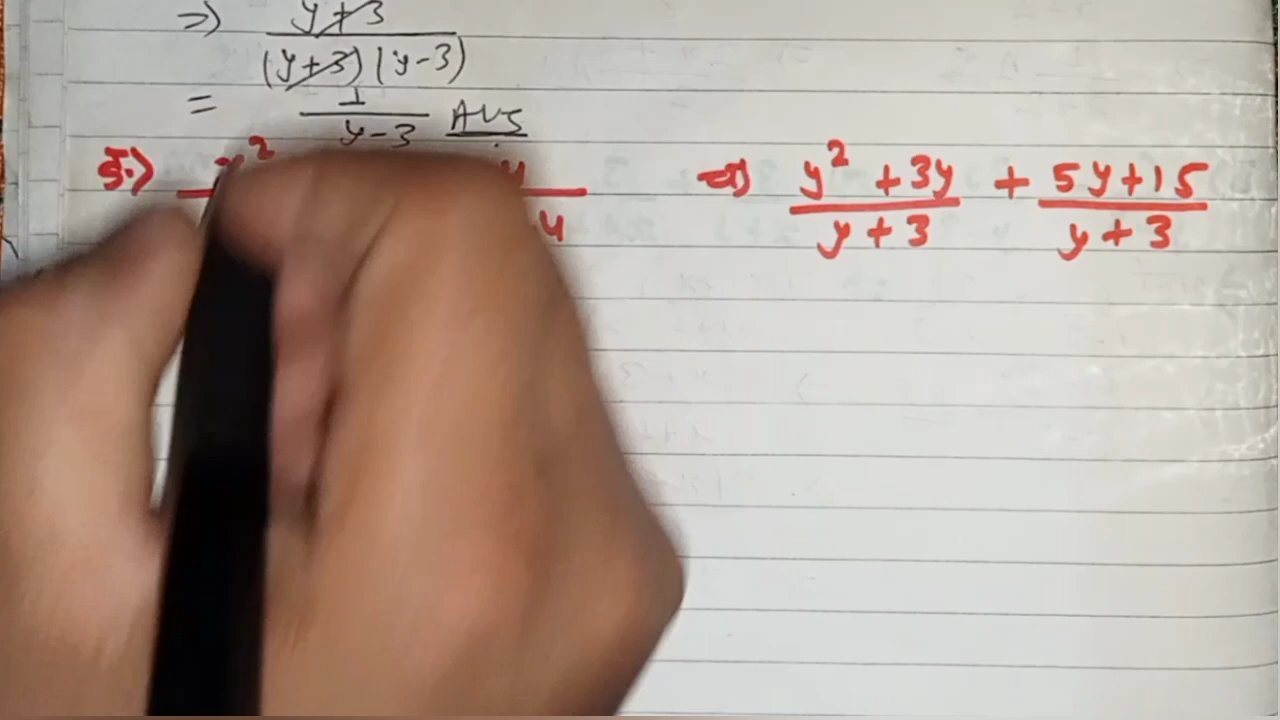 => y+3
(y+3) (y-3)
= 1
y-3 Ans
5.) y² + 3y + 5y+15
y + 3 y + 3